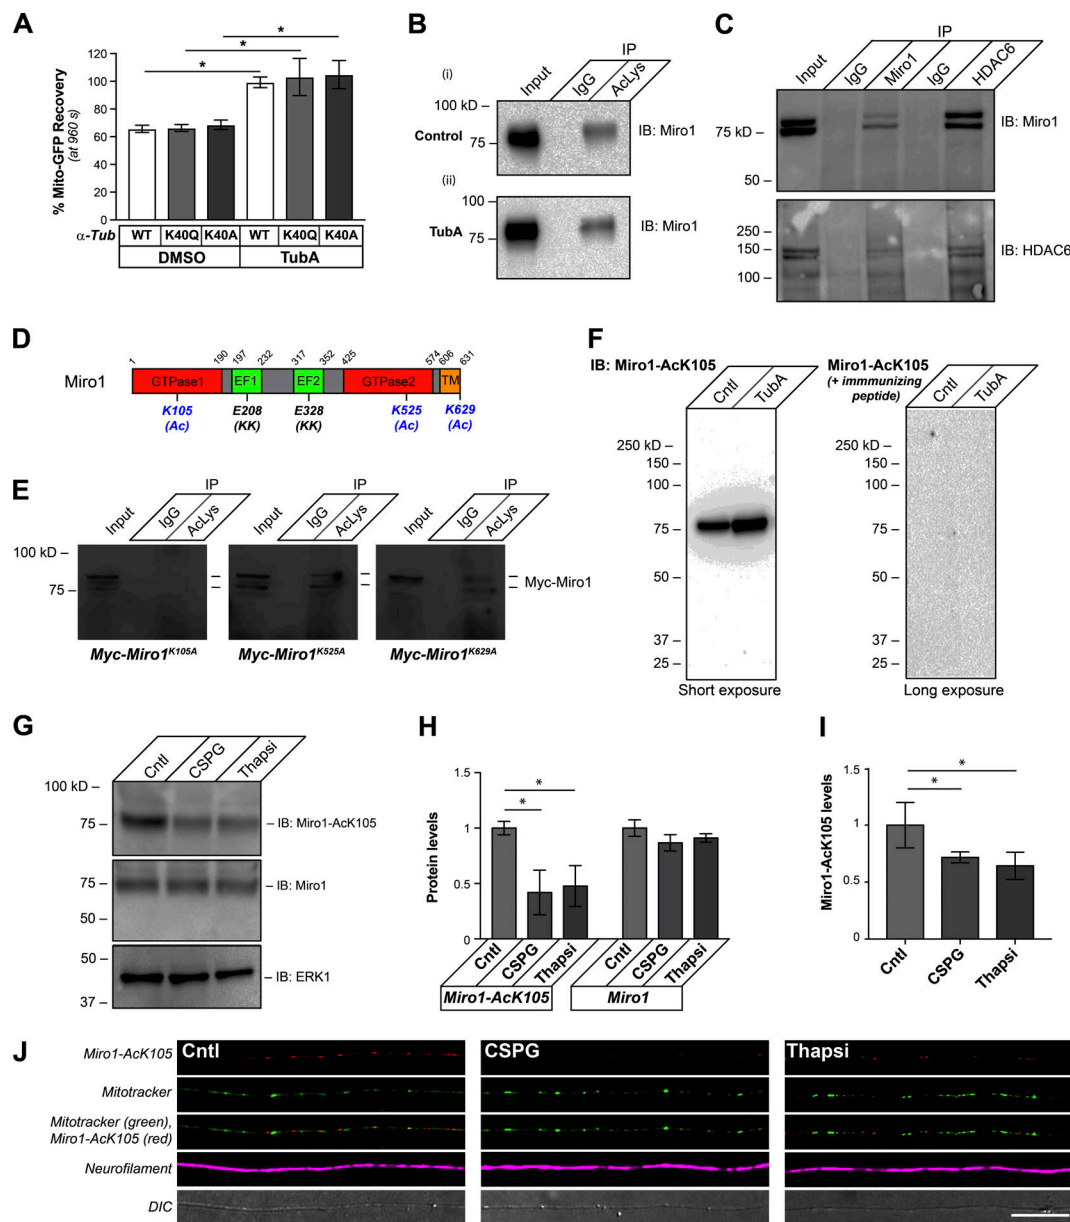 A
% Mito-GFP Recovery
(at 960 s)
120
100
80
60
40
20
0
*
*
*
α-Tub
WT K40Q K40A WT K40Q K40A
DMSO TubA
B
IP
Input IgG AcLys
(i)
100 kD
Control
75
IB: Miro1
(ii)
100
TubA
75
IB: Miro1
C
IP
Input IgG Miro1 IgG HDAC6
75 kD
50
IB: Miro1
250
150
100
IB: HDAC6
D
1 190 197 232 317 352 425 574 606 631
Miro1 GTPase1 EF1 EF2 GTPase2 TM
K105 E208 E328 K525 K629
(Ac) (KK) (KK) (Ac) (Ac)
E
IP IP IP
Input IgG AcLys Input IgG AcLys Input IgG AcLys
100 kD
75
Myc-Miro1
Myc-Miro1K105A Myc-Miro1K525A Myc-Miro1K629A
F
IB: Miro1-AcK105
Cntl TubA
250 kD
150
100
75
50
37
25
Short exposure
Miro1-AcK105
(+ immunizing
peptide)
Cntl TubA
250 kD
150
100
75
50
37
25
Long exposure
G
Cntl CSPG Thapsi
100 kD
75
IB: Miro1-AcK105
75
50
IB: Miro1
50
37
IB: ERK1
H
Protein levels
1.5
1
0.5
0
*
*
Cntl CSPG Thapsi Cntl CSPG Thapsi
Miro1-AcK105 Miro1
I
Miro1-AcK105 levels
1.5
1
0.5
0
*
*
Cntl CSPG Thapsi
J
Cntl CSPG Thapsi
Miro1-AcK105
Mitotracker
Mitotracker (green),
Miro1-AcK105 (red)
Neurofilament
DIC